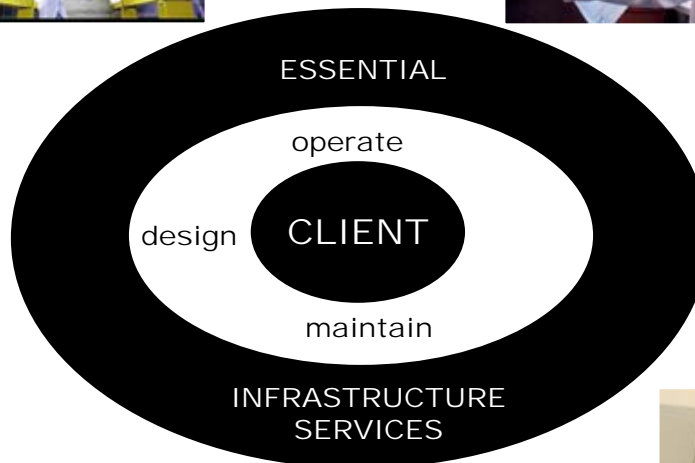 ESSENTIAL
operate
design
CLIENT
maintain
INFRASTRUCTURE
SERVICES